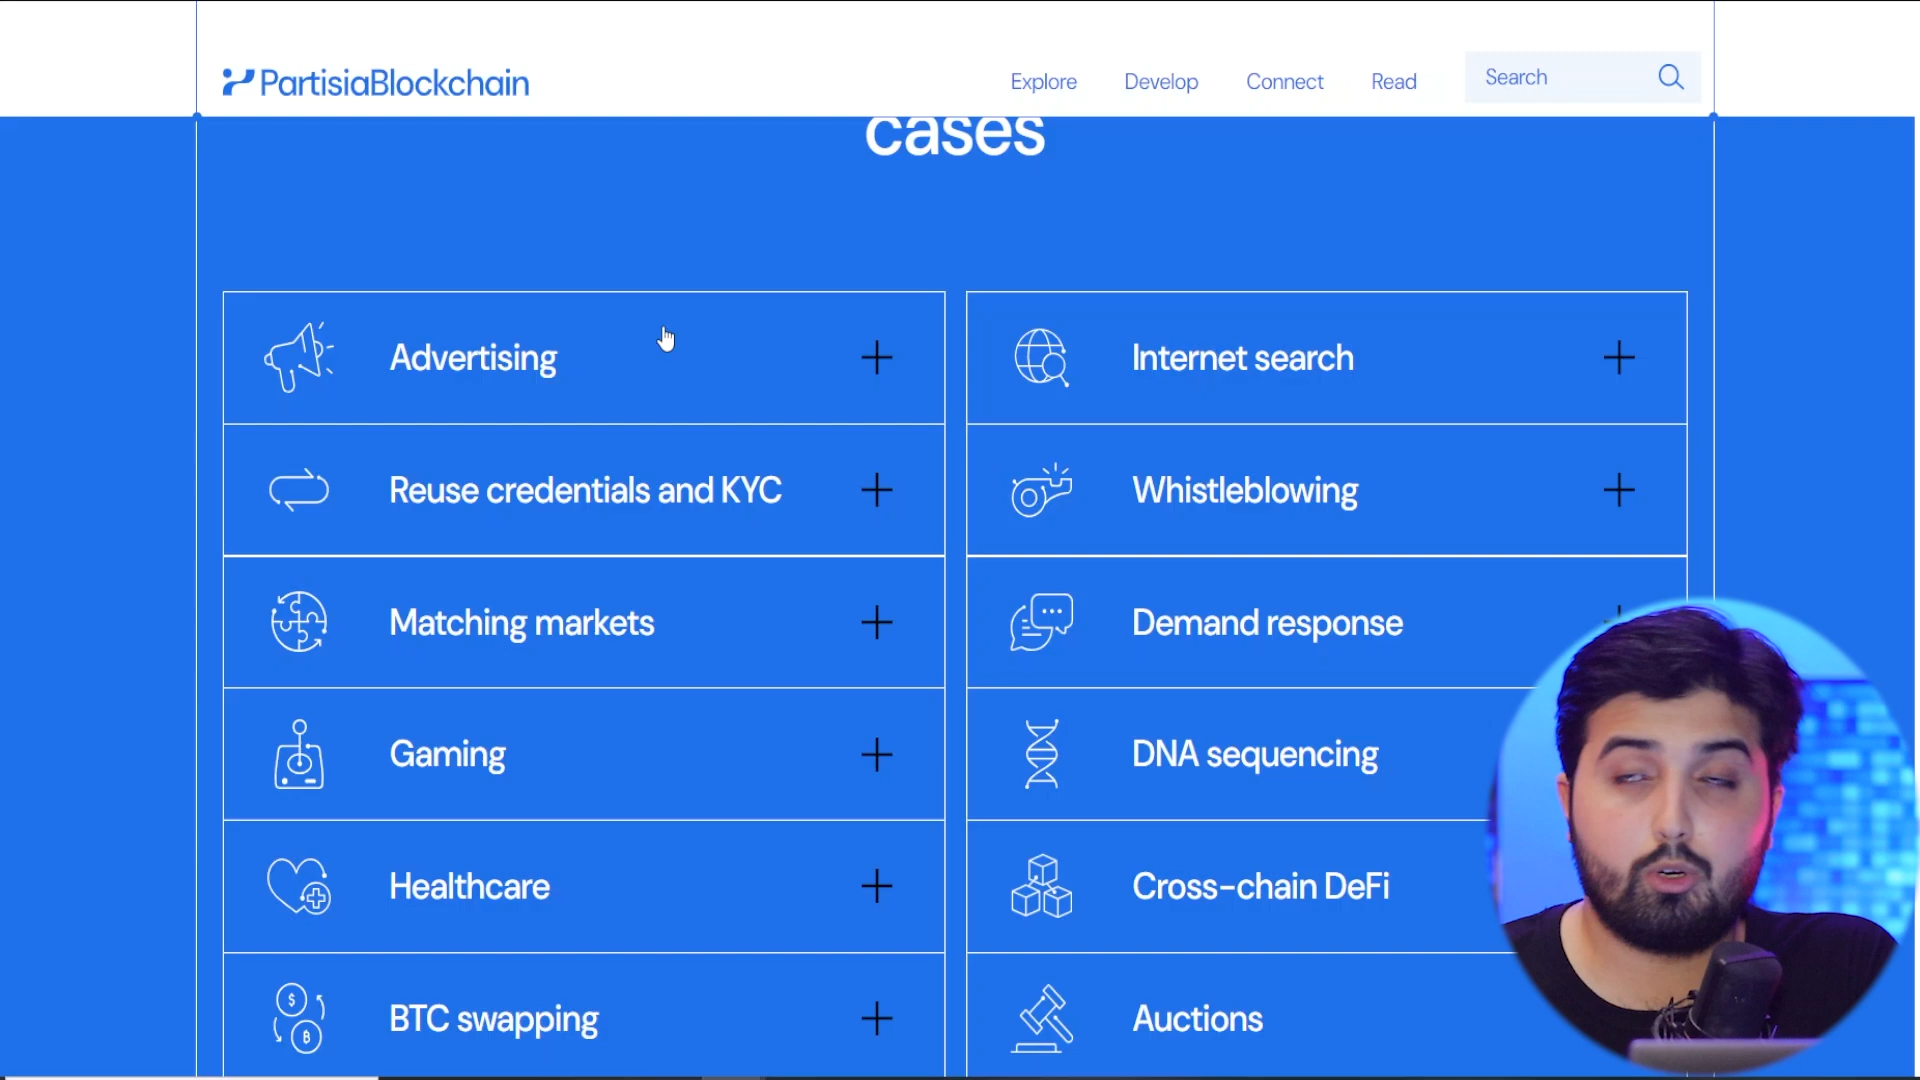 PartisiaBlockchain
Explore
Develop
Connect
Read
Search
cases
Advertising
Internet search
Reuse credentials and KYC
Whistleblowing
Matching markets
Demand response
Gaming
DNA sequencing
Healthcare
Cross-chain DeFi
BTC swapping
Auctions